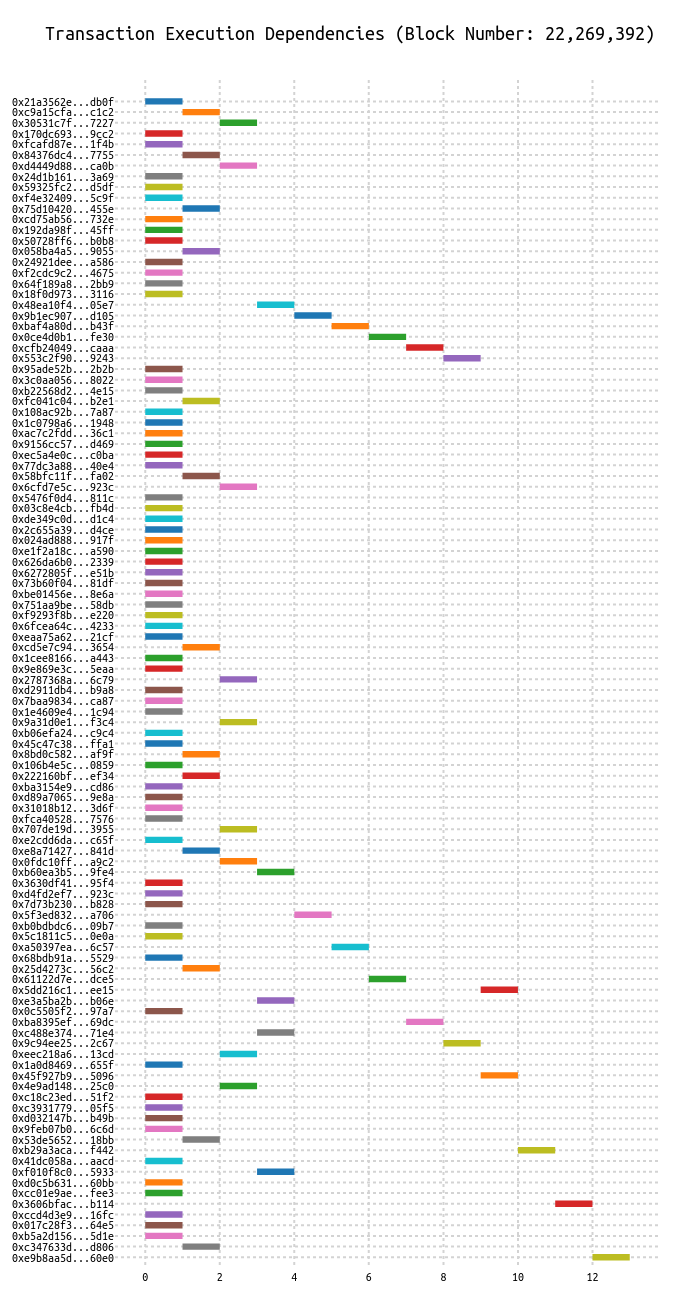 Transaction Execution Dependencies (Block Number: 22,269,392)
0x21a3562e...db0f
0xc9a15cfa...c1c2
0x30531c7f...7227
0x170dc693...9cc2
0xfcafd87e...1f4b
0x84376dc4...7755
0xd4449d88...ca0b
0x24d1b161...3a69
0x59325fc2...d5df
0xf4e32409...5c9f
0x75d10420...455e
0xcd75ab56...732e
0x192da98f...45ff
0x50728ff6...b0b8
0x058ba4a5...9055
0x24921dee...a586
0xf2cdc9c2...4675
0x64f189a8...2bb9
0x18f0d973...3116
0x48ea10f4...05e7
0x9b1ec907...d105
0xbaf4a80d...b43f
0x0ce4d0b1...fe30
0xcfb24049...caaa
0x553c2f90...9243
0x95ade52b...2b2b
0x3c0aa056...8022
0xb22568d2...4e15
0xfc041c04...b2e1
0x108ac92b...7a87
0x1c0798a6...1948
0xac7c2fdd...36c1
0x9156cc57...d469
0xec5a4e0c...c0ba
0x77dc3a88...40e4
0x58bfc11f...fa02
0x6cfd7e5c...923c
0x5476f0d4...811c
0x03c8e4cb...fb4d
0xde349c0d...d1c4
0x2c655a39...d4ce
0x024ad888...917f
0xe1f2a18c...a590
0x626da6b0...2339
0x6272805f...e51b
0x73b60f04...81df
0xbe01456e...8e6a
0x751aa9be...58db
0xf9293f8b...e220
0x6fcea64c...4233
0xeaa75a62...21cf
0xcd5e7c94...3654
0x1cee8166...a443
0x9e869e3c...5eaa
0x2787368a...6c79
0xd2911db4...b9a8
0x7baa9834...ca87
0x1e4609e4...1c94
0x9a31d0e1...f3c4
0xb06efa24...c9c4
0x45c47c38...ffa1
0x8bd0c582...af9f
0x106b4e5c...0859
0x222160bf...ef34
0xba3154e9...cd86
0xd89a7065...9e8a
0x31018b12...3d6f
0xfca40528...7576
0x707de19d...3955
0xe2cdd6da...c65f
0xe8a71427...841d
0x0fdc10ff...a9c2
0xb60ea3b5...9fe4
0x3630df41...95f4
0xd4fd2ef7...923c
0x7d73b230...b828
0x5f3ed832...a706
0xb0bdbdc6...09b7
0x5c1811c5...0e0a
0xa50397ea...6c57
0x68bdb91a...5529
0x25d4273c...56c2
0x61122d7e...dce5
0x5dd216c1...ee15
0xe3a5ba2b...b06e
0x0c5505f2...97a7
0xba8395ef...69dc
0xc488e374...71e4
0x9c94ee25...2c67
0xeec218a6...13cd
0x1a0d8469...655f
0x45f927b9...5096
0x4e9ad148...25c0
0xc18c23ed...51f2
0xc3931779...05f5
0xd032147b...b49b
0x9feb07b0...6c6d
0x53de5652...18bb
0xb29a3aca...f442
0x41dc058a...aacd
0xf010f8c0...5933
0xd0c5b631...60bb
0xcc01e9ae...fee3
0x3606bfac...b114
0xccd4d3e9...16fc
0x017c28f3...64e5
0xb5a2d156...5d1e
0xc347633d...d806
0xe9b8aa5d...60e0
0 2 4 6 8 10 12